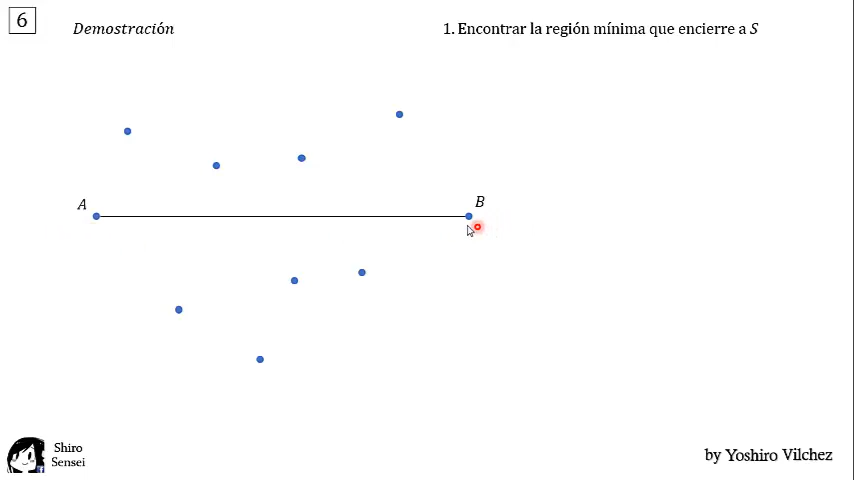 6
Demostración
1. Encontrar la región mínima que encierre a S
A
B
Shiro
Sensei
by Yoshiro Vilchez